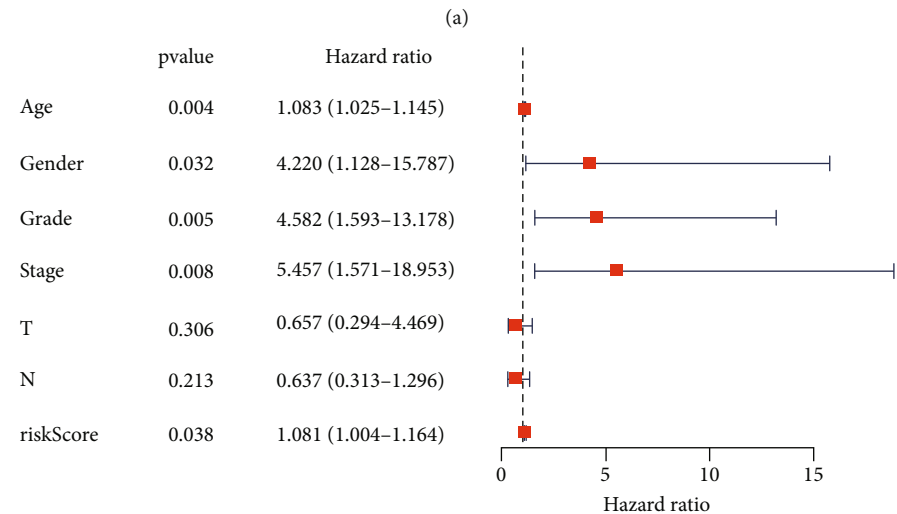 (a)
pvalue Hazard ratio
Age 0.004 1.083 (1.025–1.145)
Gender 0.032 4.220 (1.128–15.787)
Grade 0.005 4.582 (1.593–13.178)
Stage 0.008 5.457 (1.571–18.953)
T 0.306 0.657 (0.294–4.469)
N 0.213 0.637 (0.313–1.296)
riskScore 0.038 1.081 (1.004–1.164)
0 5 10 15
Hazard ratio